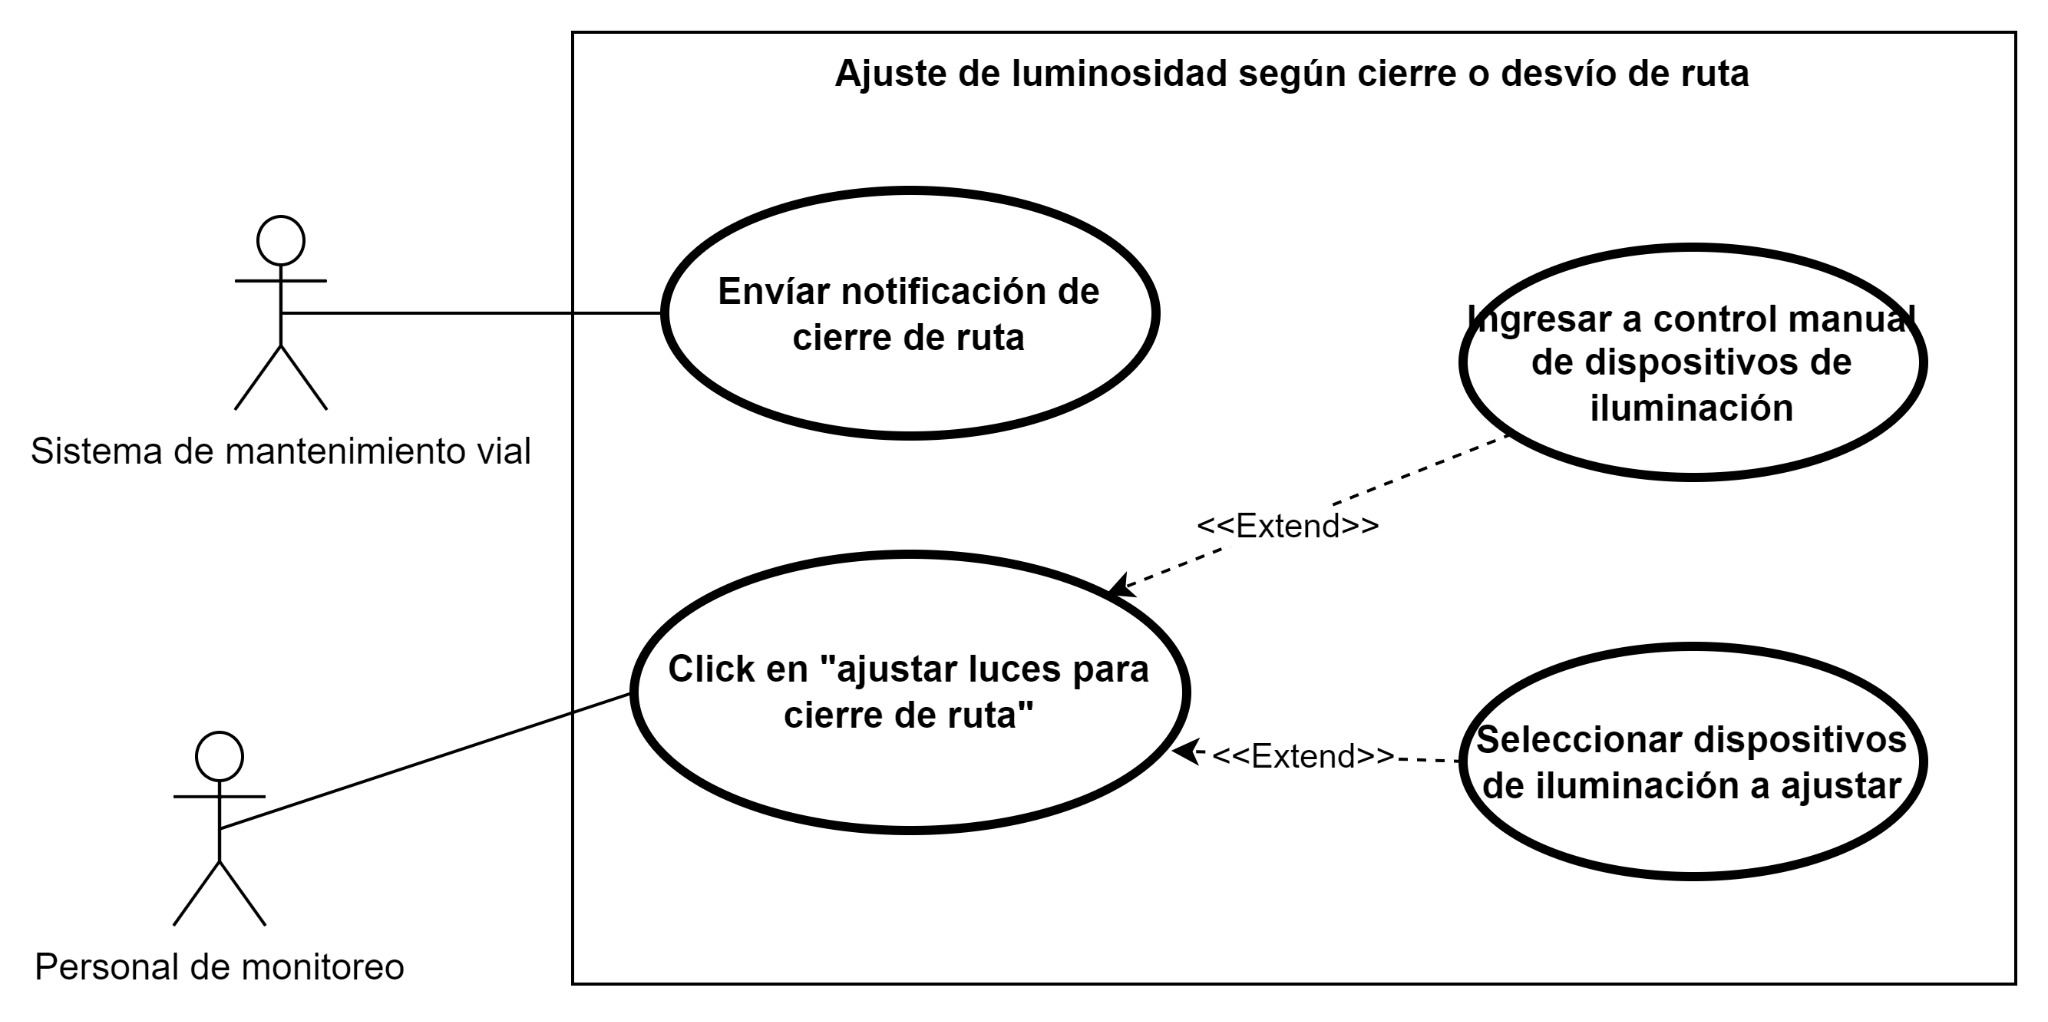 Ajuste de luminosidad según cierre o desvío de ruta
Envíar notificación de
cierre de ruta
Ingresar a control manual
de dispositivos de
iluminación
Sistema de mantenimiento vial
<<Extend>>
Click en "ajustar luces para
cierre de ruta"
<<Extend>>
Seleccionar dispositivos
de iluminación a ajustar
Personal de monitoreo